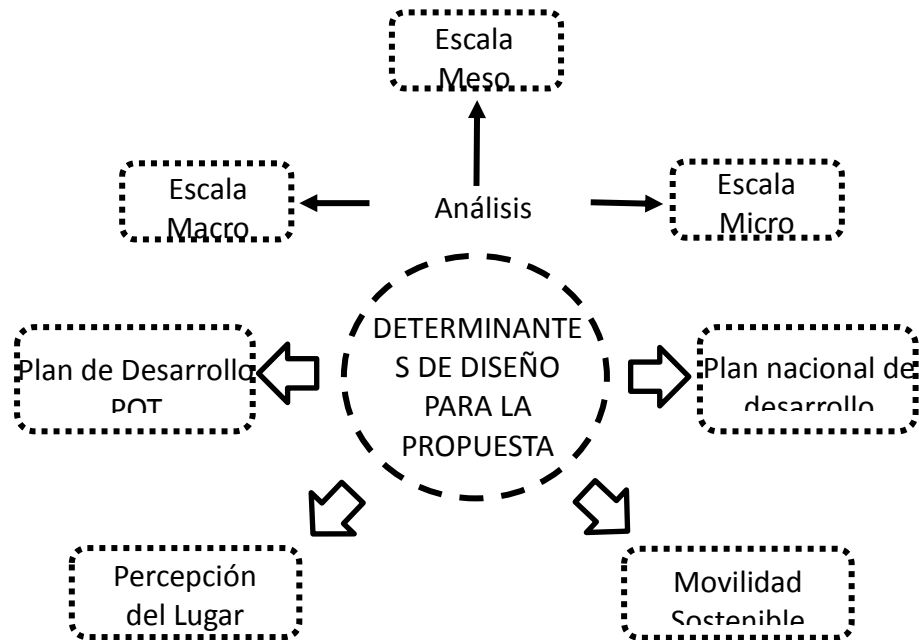 Escala
Meso
Escala
Macro
Análisis
Escala
Micro
DETERMINANTE
S DE DISEÑO
PARA LA
PROPUESTA
Plan de Desarrollo
POT
Plan nacional de
desarrollo
Percepción
del Lugar
Movilidad
Sostenible